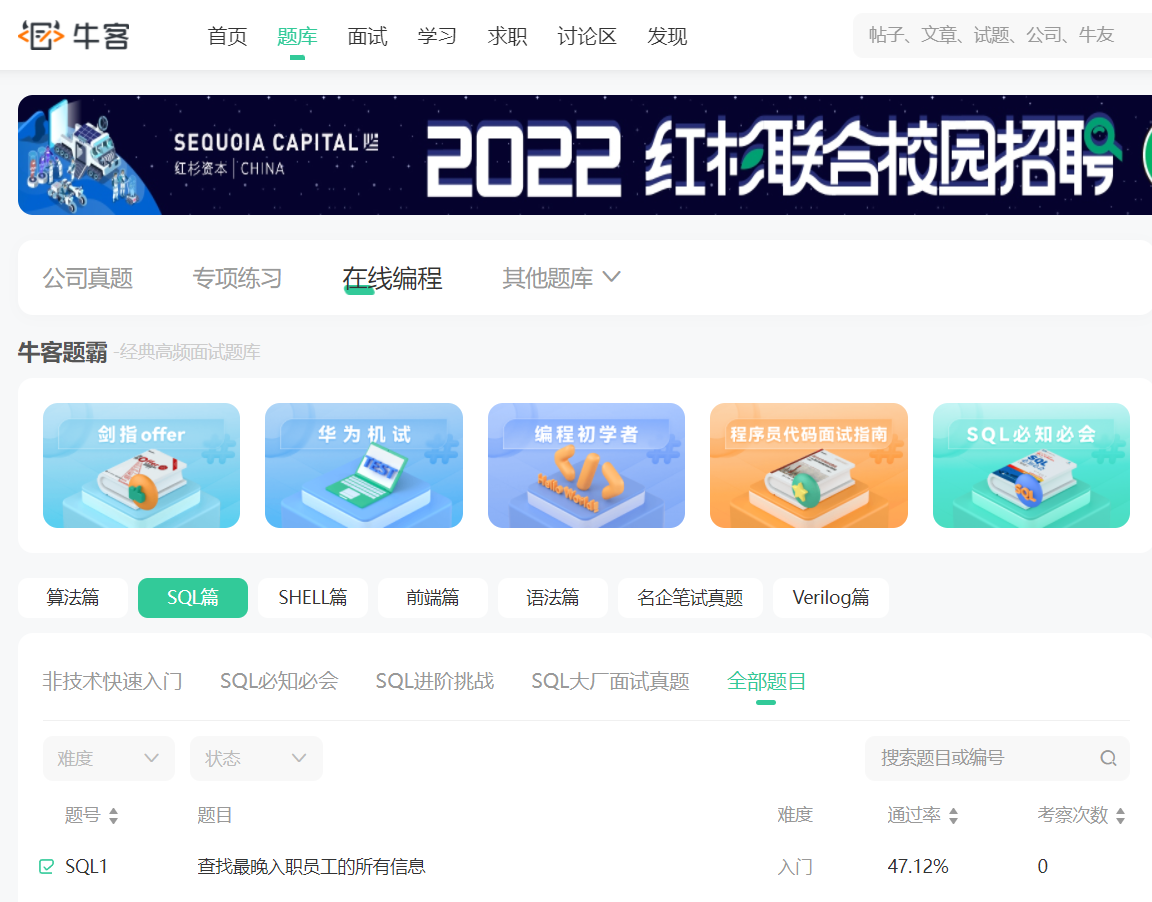 牛客 首页 题库 面试 学习 求职 讨论区 发现 帖子、文章、试题、公司、牛友
SEQUOIA CAPITAL
红杉资本 CHINA
2022 红杉联合校园招聘
公司真题 专项练习 在线编程 其他题库
牛客题霸 -经典高频面试题库
剑指offer 华为机试 编程初学者 程序员代码面试指南 SQL必知必会
TEST Hello World! SQL SQL
算法篇 SQL篇 SHELL篇 前端篇 语法篇 名企笔试真题 Verilog篇
非技术快速入门 SQL必知必会 SQL进阶挑战 SQL大厂面试真题 全部题目
难度 状态 搜索题目或编号
题号 题目 难度 通过率 考察次数
SQL1 查找最晚入职员工的所有信息 入门 47.12% 0